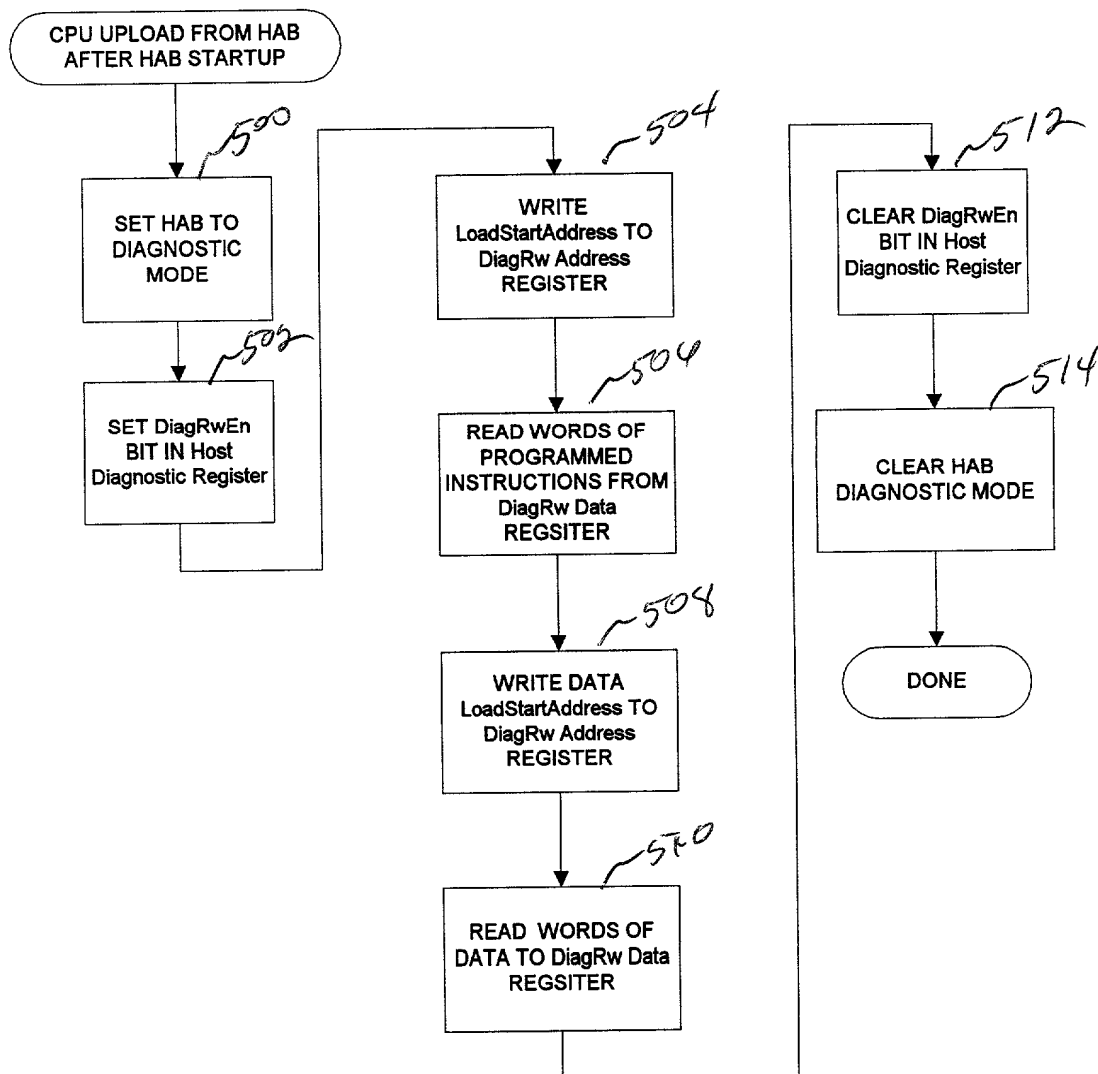 CPU UPLOAD FROM HAB
AFTER HAB STARTUP
500
SET HAB TO
DIAGNOSTIC
MODE
502
SET DiagRwEn
BIT IN Host
Diagnostic Register
504
WRITE
LoadStartAddress TO
DiagRw Address
REGISTER
506
READ WORDS OF
PROGRAMMED
INSTRUCTIONS FROM
DiagRw Data
REGSITER
508
WRITE DATA
LoadStartAddress TO
DiagRw Address
REGISTER
510
READ WORDS OF
DATA TO DiagRw Data
REGSITER
512
CLEAR DiagRwEn
BIT IN Host
Diagnostic Register
514
CLEAR HAB
DIAGNOSTIC MODE
DONE